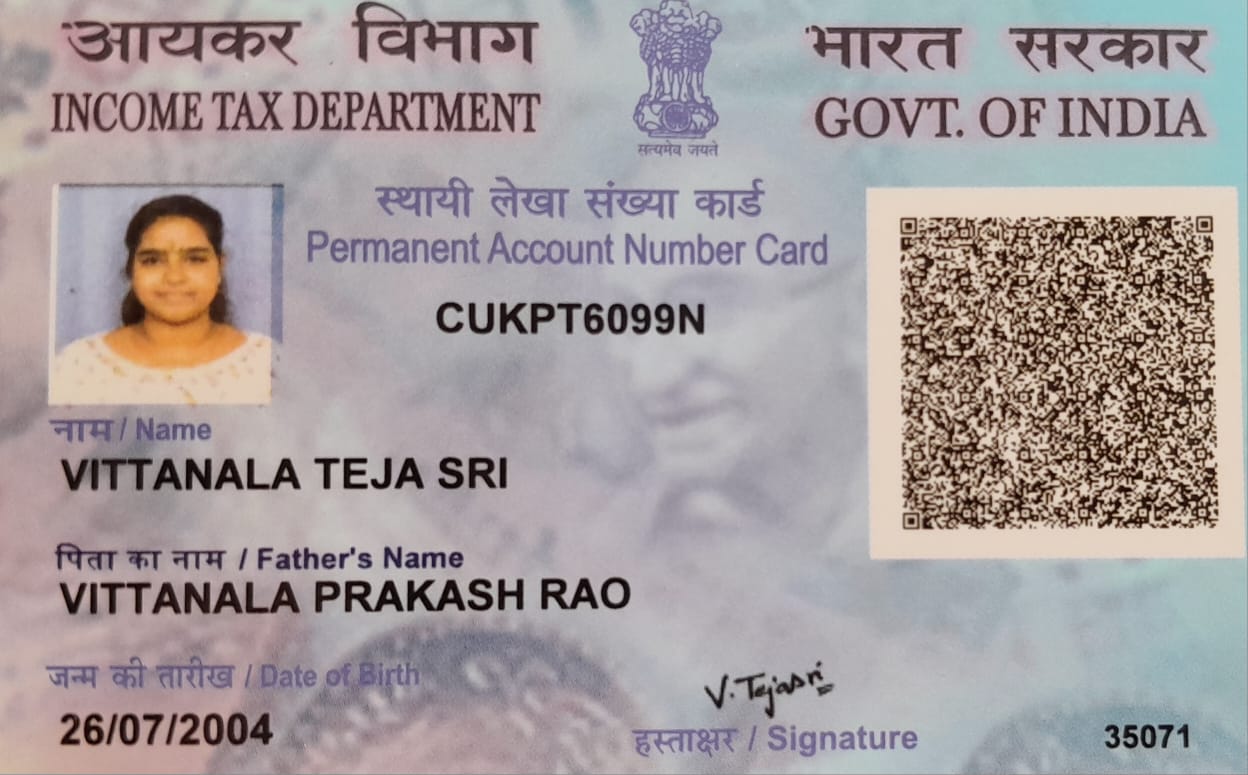 आयकर विभाग
INCOME TAX DEPARTMENT
सत्यमेव जयते
भारत सरकार
GOVT. OF INDIA
स्थायी लेखा संख्या कार्ड
Permanent Account Number Card
CUKPT6099N
नाम / Name
VITTANALA TEJA SRI
पिता का नाम / Father's Name
VITTANALA PRAKASH RAO
जन्म की तारीख / Date of Birth
26/07/2004
V. Tejasri
हस्ताक्षर / Signature
35071